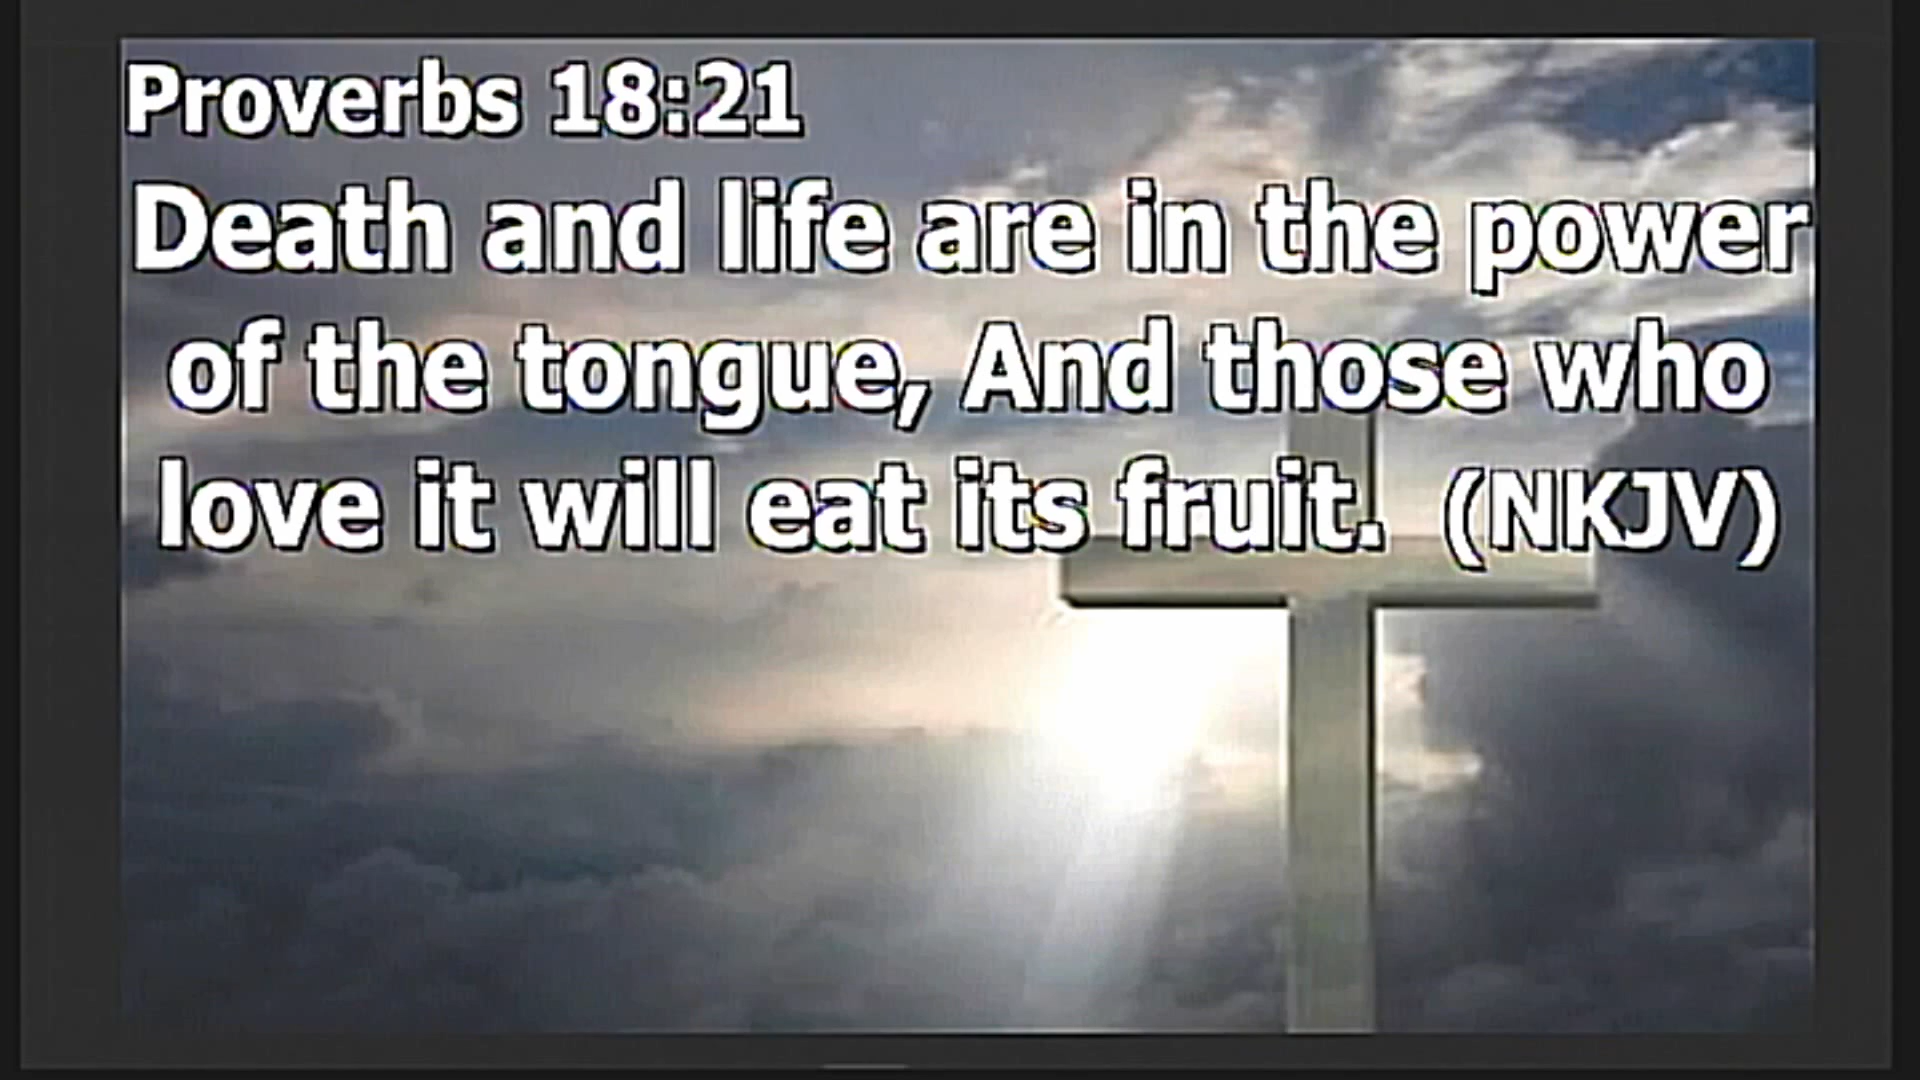 Proverbs 18:21
Death and life are in the power
of the tongue, And those who
love it will eat its fruit. (NKJV)